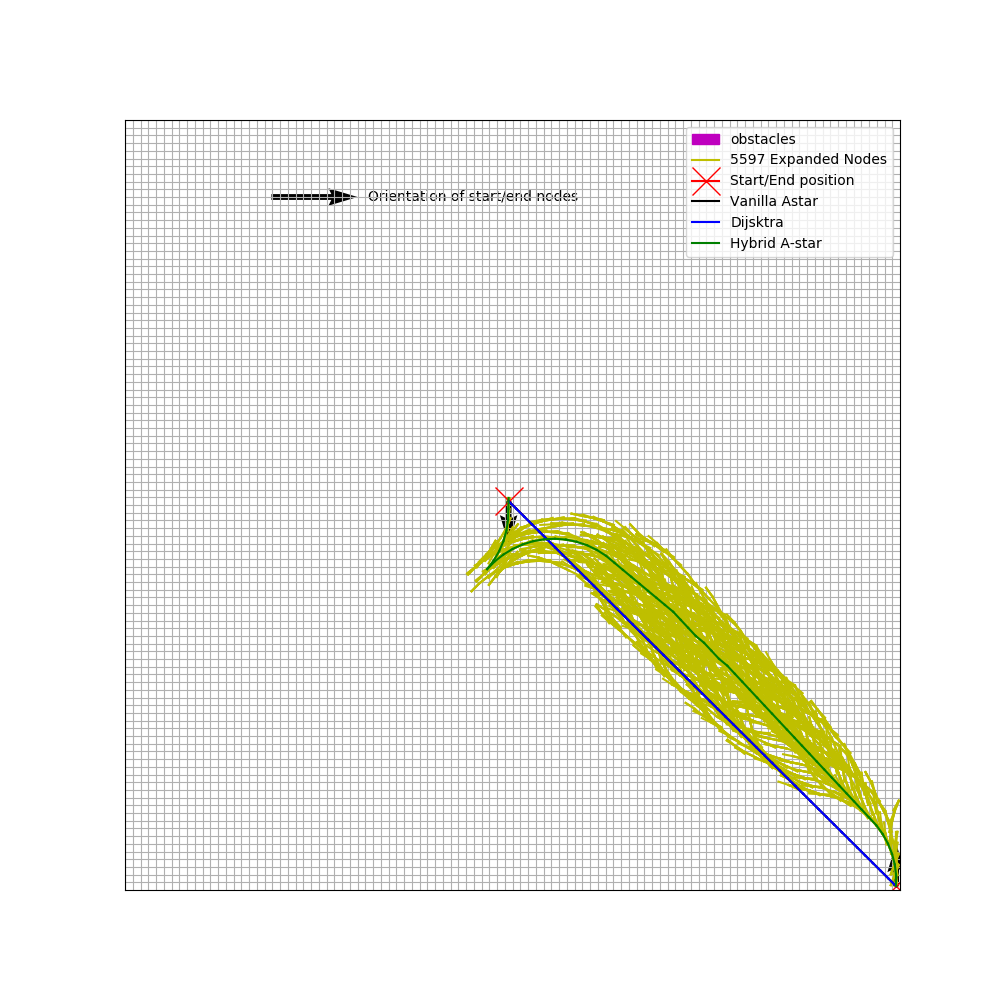 obstacles
5597 Expanded Nodes
Start/End position
Vanilla Astar
Dijsktra
Hybrid A-star
Orientation of start/end nodes